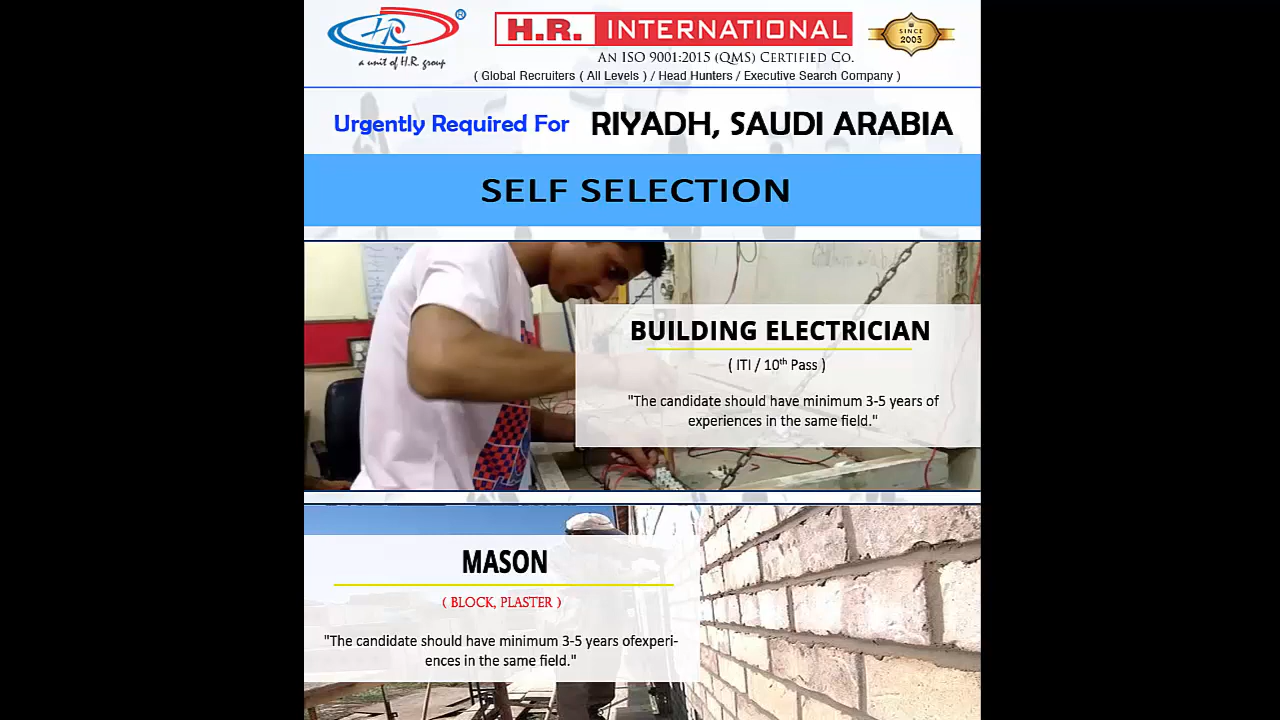 HR
®
a unit of H.R. group
H.R. INTERNATIONAL
AN ISO 9001:2015 (QMS) CERTIFIED CO.
( Global Recruiters ( All Levels ) / Head Hunters / Executive Search Company )
SINCE
2005
Urgently Required For RIYADH, SAUDI ARABIA
SELF SELECTION
BUILDING ELECTRICIAN
( ITI / 10th Pass )
"The candidate should have minimum 3-5 years of
experiences in the same field."
MASON
( BLOCK, PLASTER )
"The candidate should have minimum 3-5 years ofexperi-
ences in the same field."